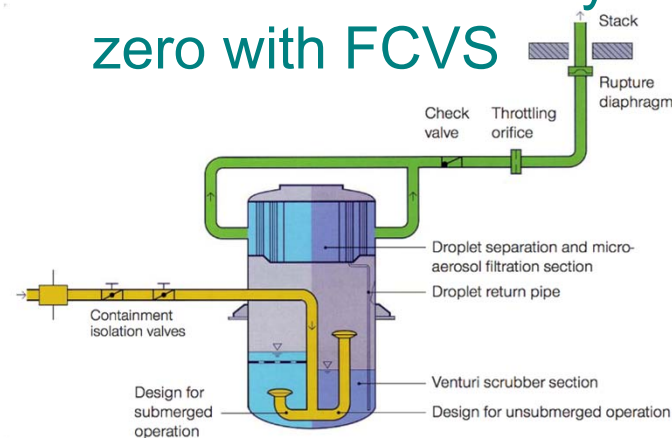 zero with FCVS
Stack
Rupture
diaphragm
Check
valve
Throttling
orifice
Droplet separation and micro-
aerosol filtration section
Droplet return pipe
Containment
isolation valves
Venturi scrubber section
Design for
submerged
operation
Design for unsubmerged operation